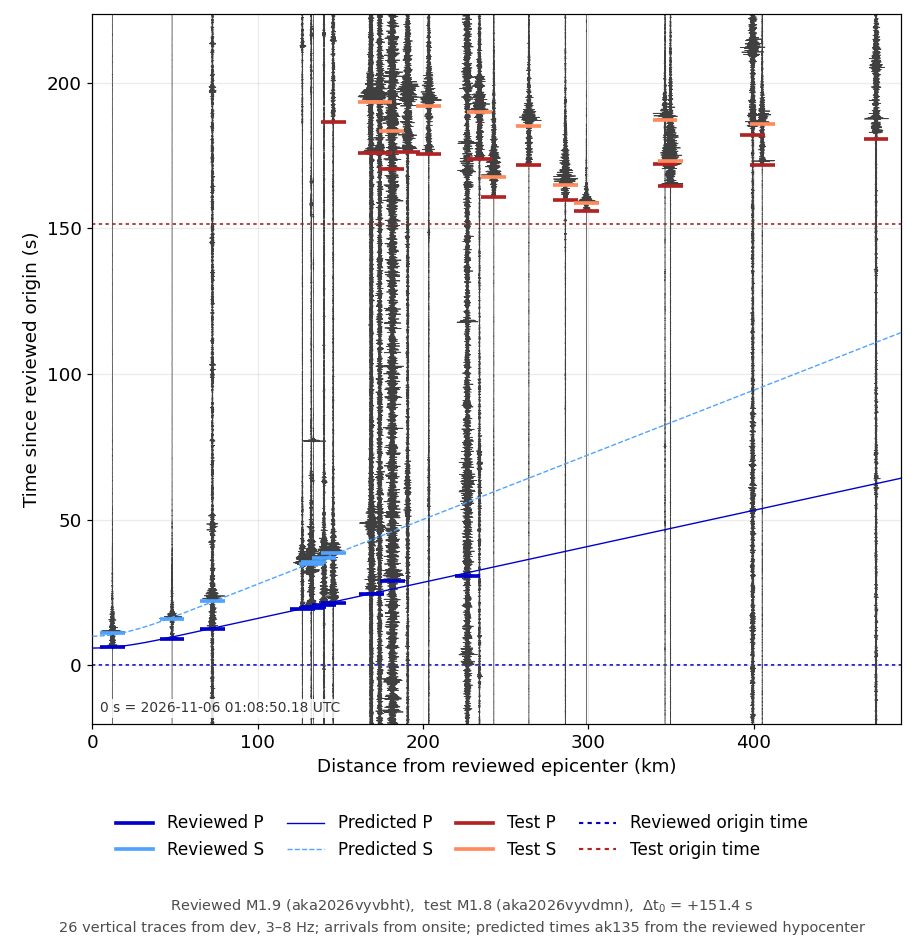 200
150
100
50
0
Time since reviewed origin (s)
0 s = 2026-11-06 01:08:50.18 UTC
0 100 200 300 400
Distance from reviewed epicenter (km)
Reviewed P Predicted P Test P Reviewed origin time
Reviewed S Predicted S Test S Test origin time
Reviewed M1.9 (aka2026vyvbht), test M1.8 (aka2026vyvdmn), Δt₀ = +151.4 s
26 vertical traces from dev, 3–8 Hz; arrivals from onsite; predicted times ak135 from the reviewed hypocenter